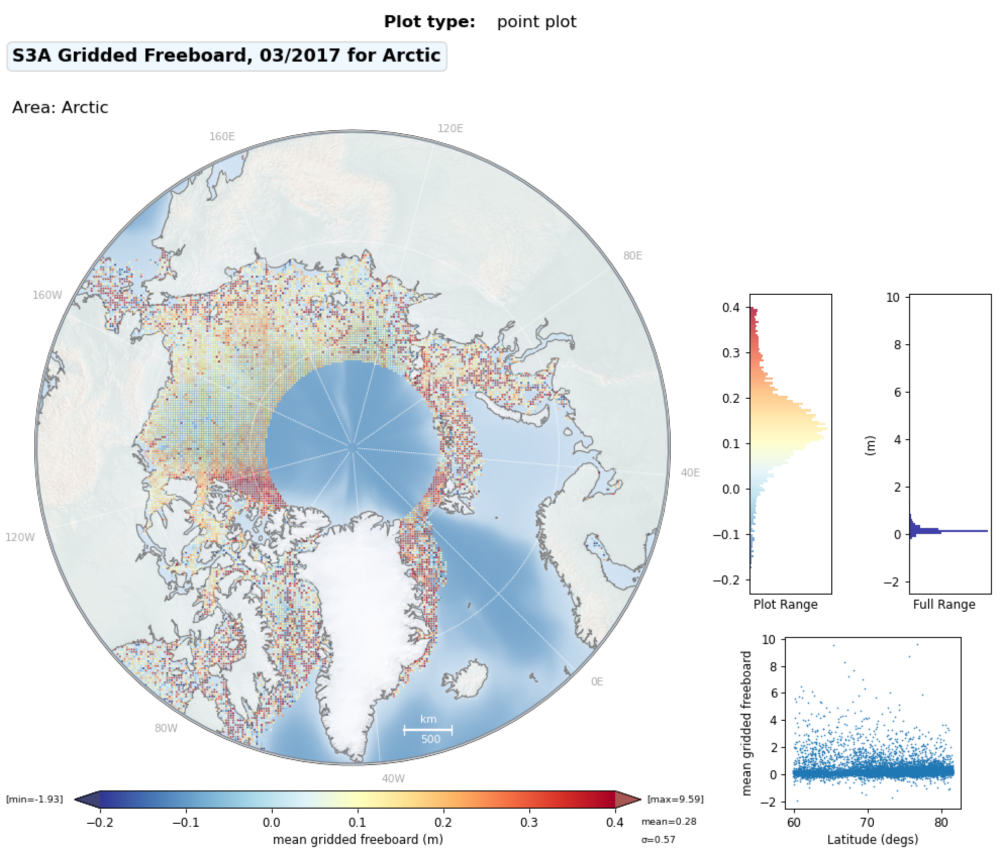 Plot type: point plot
S3A Gridded Freeboard, 03/2017 for Arctic
Area: Arctic
120E
160E
80E
160W
40E
120W
0E
80W
40W
km
500
0.4
0.3
0.2
0.1
0.0
−0.1
−0.2
Plot Range
(m)
10
8
6
4
2
0
−2
Full Range
mean gridded freeboard
10
8
6
4
2
0
−2
60 70 80
Latitude (degs)
[min=-1.93]
[max=9.59]
−0.2 −0.1 0.0 0.1 0.2 0.3 0.4
mean=0.28
mean gridded freeboard (m)
σ=0.57